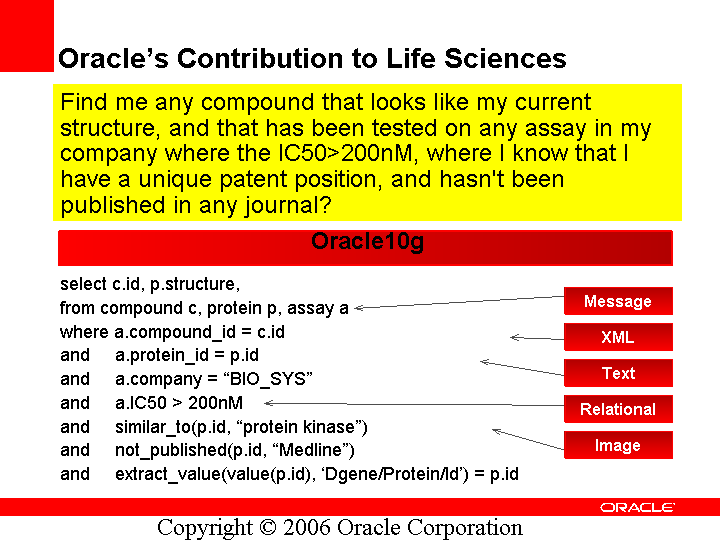 Oracle’s Contribution to Life Sciences
Find me any compound that looks like my current
structure, and that has been tested on any assay in my
company where the IC50>200nM, where I know that I
have a unique patent position, and hasn't been
published in any journal?
Oracle10g
select c.id, p.structure,
from compound c, protein p, assay a
where a.compound_id = c.id
and a.protein_id = p.id
and a.company = “BIO_SYS”
and a.IC50 > 200nM
and similar_to(p.id, “protein kinase”)
and not_published(p.id, “Medline”)
and extract_value(value(p.id), ‘Dgene/Protein/Id’) = p.id
Message
XML
Text
Relational
Image
ORACLE
Copyright © 2006 Oracle Corporation